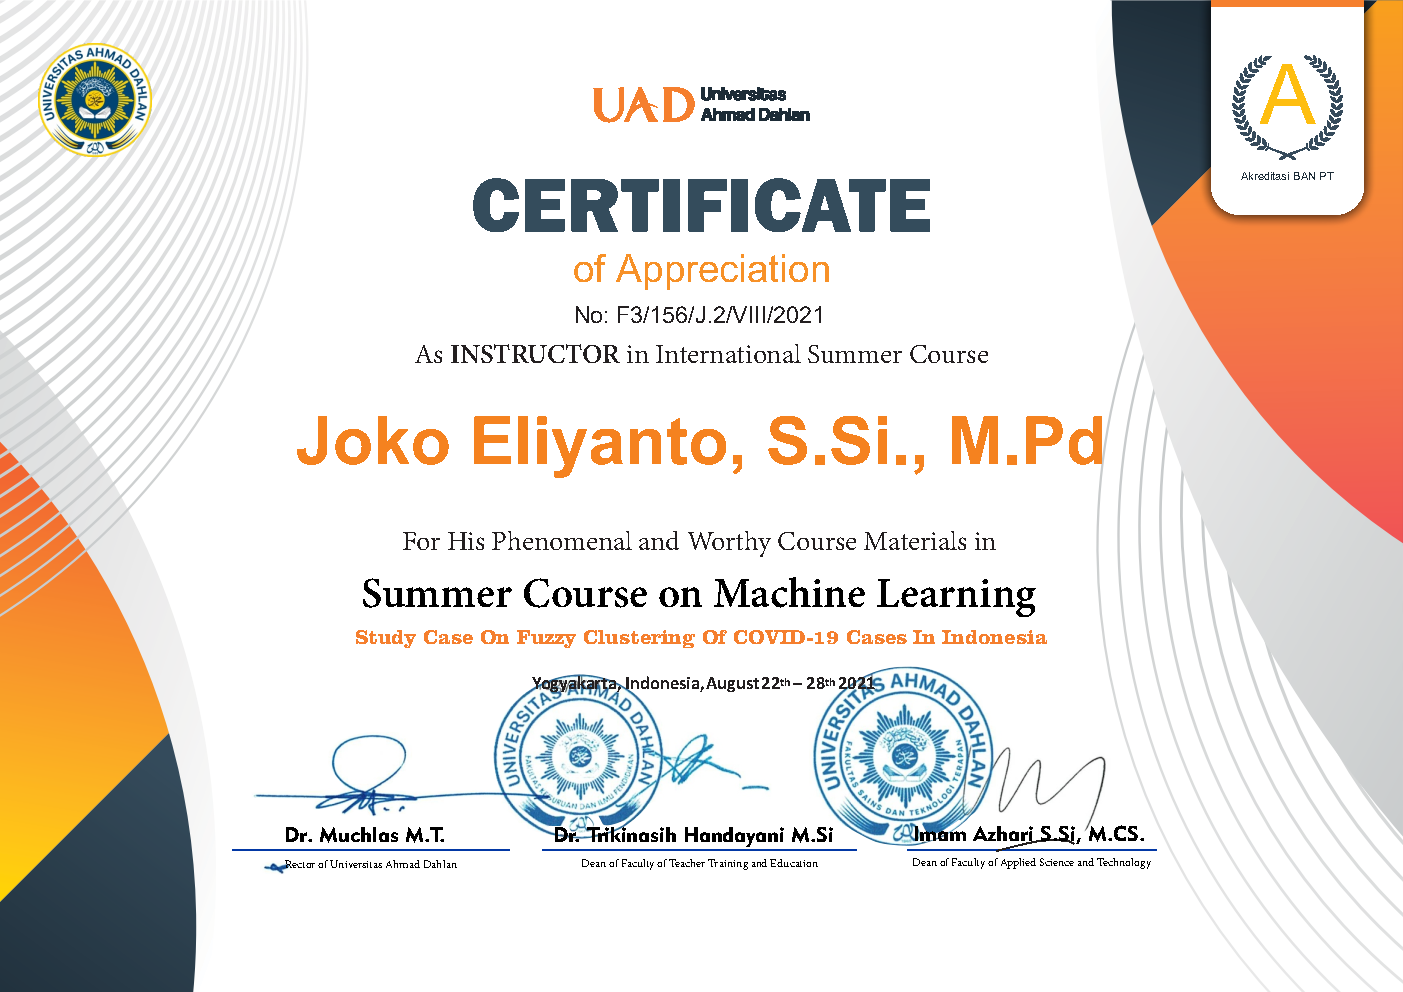 UNIVERSITAS AHMAD DAHLAN
UAD Universitas
Ahmad Dahlan
A
Akreditasi BAN PT
CERTIFICATE
of Appreciation
No: F3/156/J.2/VIII/2021
As INSTRUCTOR in International Summer Course
Joko Eliyanto, S.Si., M.Pd
For His Phenomenal and Worthy Course Materials in
Summer Course on Machine Learning
Study Case On Fuzzy Clustering Of COVID-19 Cases In Indonesia
Yogyakarta, Indonesia, August 22th – 28th 2021
UNIVERSITAS AHMAD DAHLAN
FAKULTAS KEGURUAN DAN ILMU PENDIDIKAN
UNIVERSITAS AHMAD DAHLAN
FAKULTAS SAINS DAN TEKNOLOGI TERAPAN
Dr. Muchlas M.T.
Rector of Universitas Ahmad Dahlan
Dr. Trikinasih Handayani M.Si
Dean of Faculty of Teacher Training and Education
Imam Azhari S.Si, M.CS.
Dean of Faculty of Applied Science and Technology